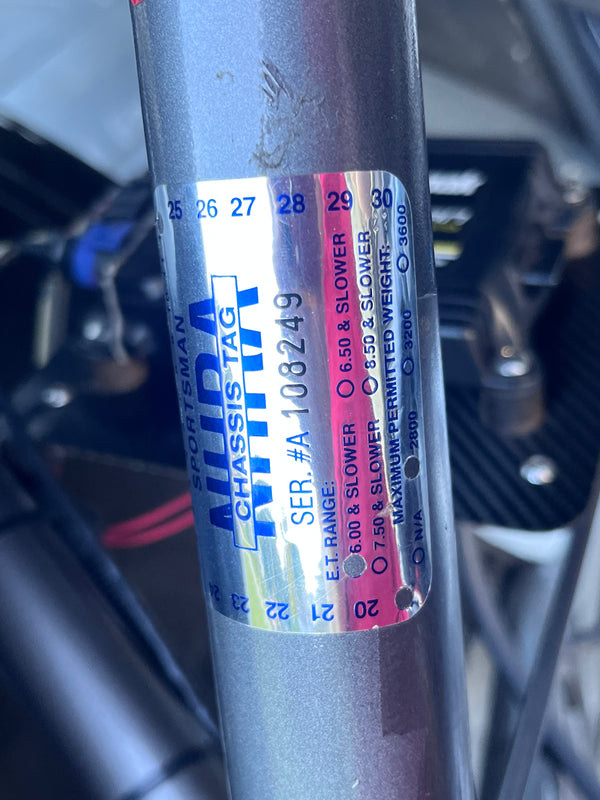 25 26 27 28 29 30
SPORTSMAN
NHRA
CHASSIS TAG
SER. #A 108249
E.T. RANGE:
6.00 & SLOWER 6.50 & SLOWER
7.50 & SLOWER 8.50 & SLOWER
MAXIMUM PERMITTED WEIGHT:
N/A 2800 3200 3600
24 23 22 21 20